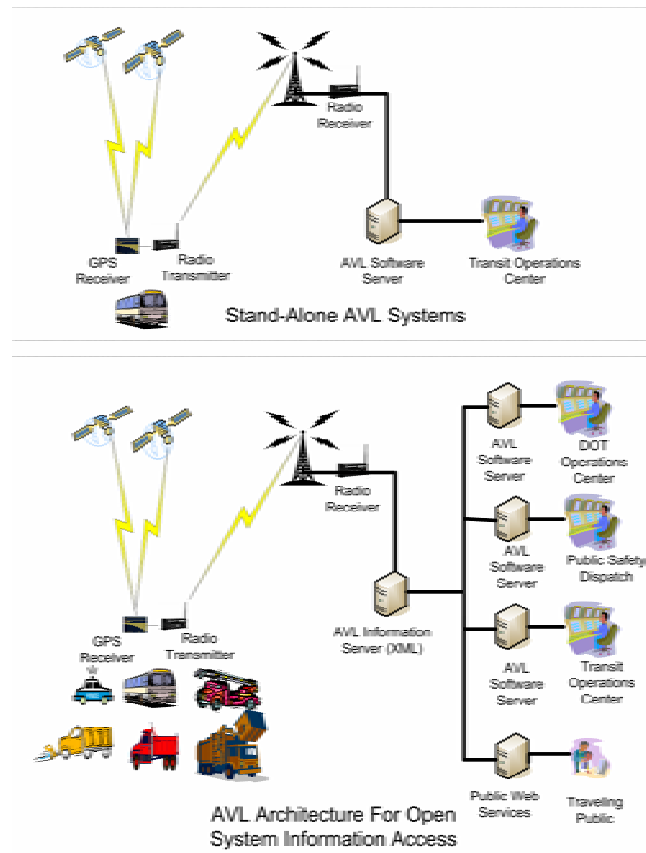 Radio
Receiver
GPS
Receiver
Radio
Transmitter
AVL Software
Server
Transit Operations
Center
Stand-Alone AVL Systems
Radio
Receiver
GPS
Receiver
Radio
Transmitter
AVL Information
Server (XML)
AVL
Software
Server
DOT
Operations
Center
AVL
Software
Server
Public Safety
Dispatch
AVL
Software
Server
Transit
Operations
Center
Public Web
Services
Travelling
Public
AVL Architecture For Open
System Information Access